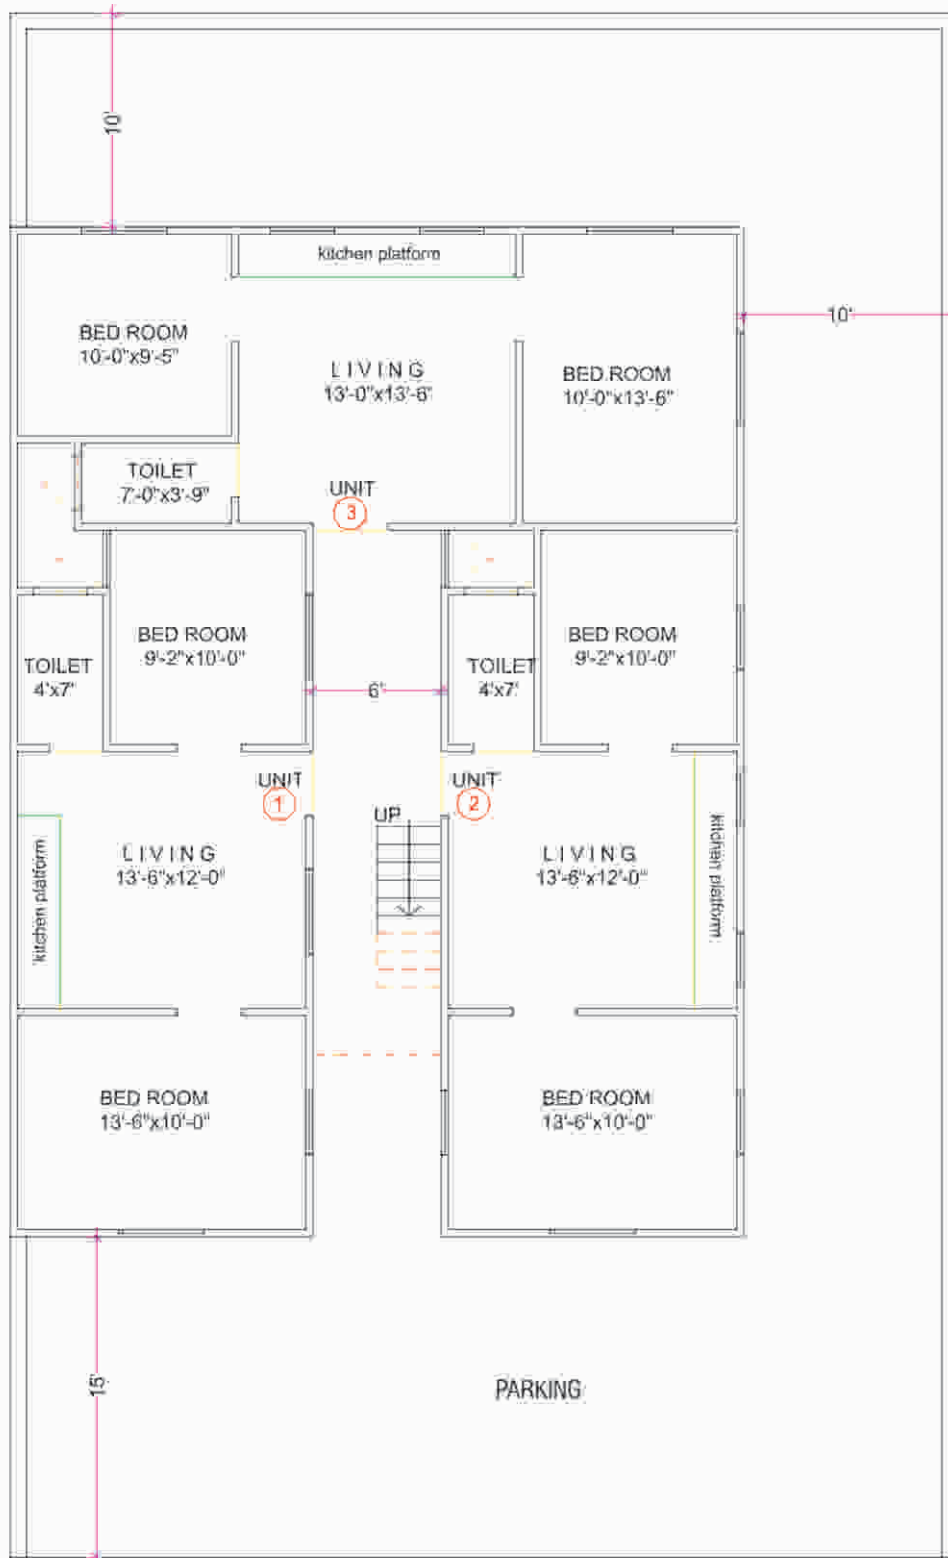 10'
kitchen platform
BED ROOM
10'-0"x9'-5"
LIVING
13'-0"x13'-6"
BED ROOM
10'-0"x13'-6"
10'
TOILET
7'-0"x3'-9"
UNIT
3
BED ROOM
9'-2"x10'-0"
BED ROOM
9'-2"x10'-0"
TOILET
4'x7'
TOILET
4'x7'
6'
UNIT
1
UNIT
2
UP
kitchen platform
LIVING
13'-6"x12'-0"
LIVING
13'-6"x12'-0"
kitchen platform
BED ROOM
13'-6"x10'-0"
BED ROOM
13'-6"x10'-0"
15'
PARKING